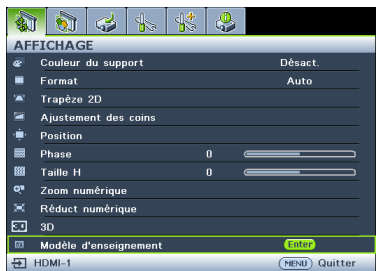 AFFICHAGE
Couleur du support Désact.
Format Auto
Trapèze 2D
Ajustement des coins
Position
Phase 0
Taille H 0
Zoom numérique
Réduct numérique
3D
Modèle d'enseignement Enter
HDMI-1 MENU Quitter